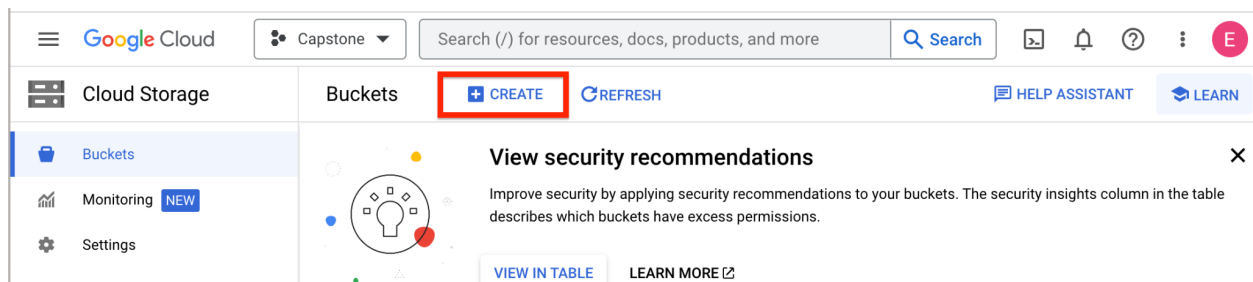 Google Cloud Capstone Search (/) for resources, docs, products, and more Search E
Cloud Storage Buckets CREATE REFRESH HELP ASSISTANT LEARN
Buckets
Monitoring NEW
Settings
View security recommendations
Improve security by applying security recommendations to your buckets. The security insights column in the table
describes which buckets have excess permissions.
VIEW IN TABLE LEARN MORE